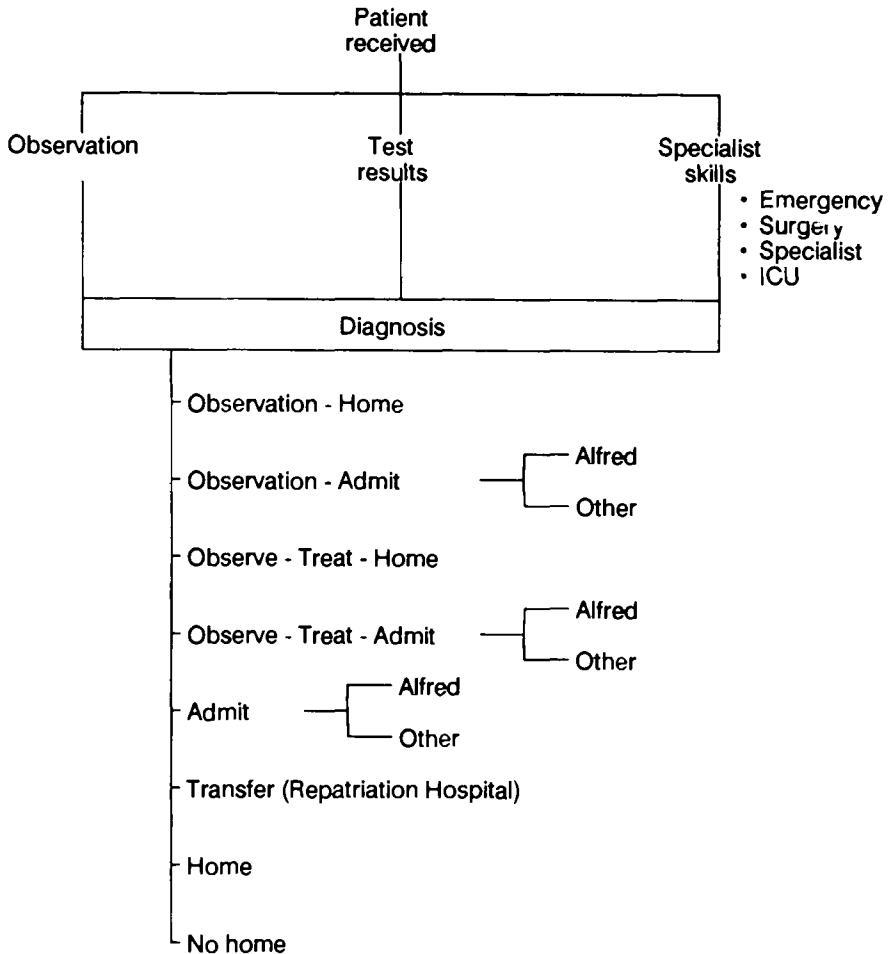 Patient
received
Observation
Test
results
Specialist
skills
• Emergency
• Surgery
• Specialist
• ICU
Diagnosis
Observation - Home
Observation - Admit
Alfred
Other
Observe - Treat - Home
Observe - Treat - Admit
Alfred
Other
Admit
Alfred
Other
Transfer (Repatriation Hospital)
Home
No home